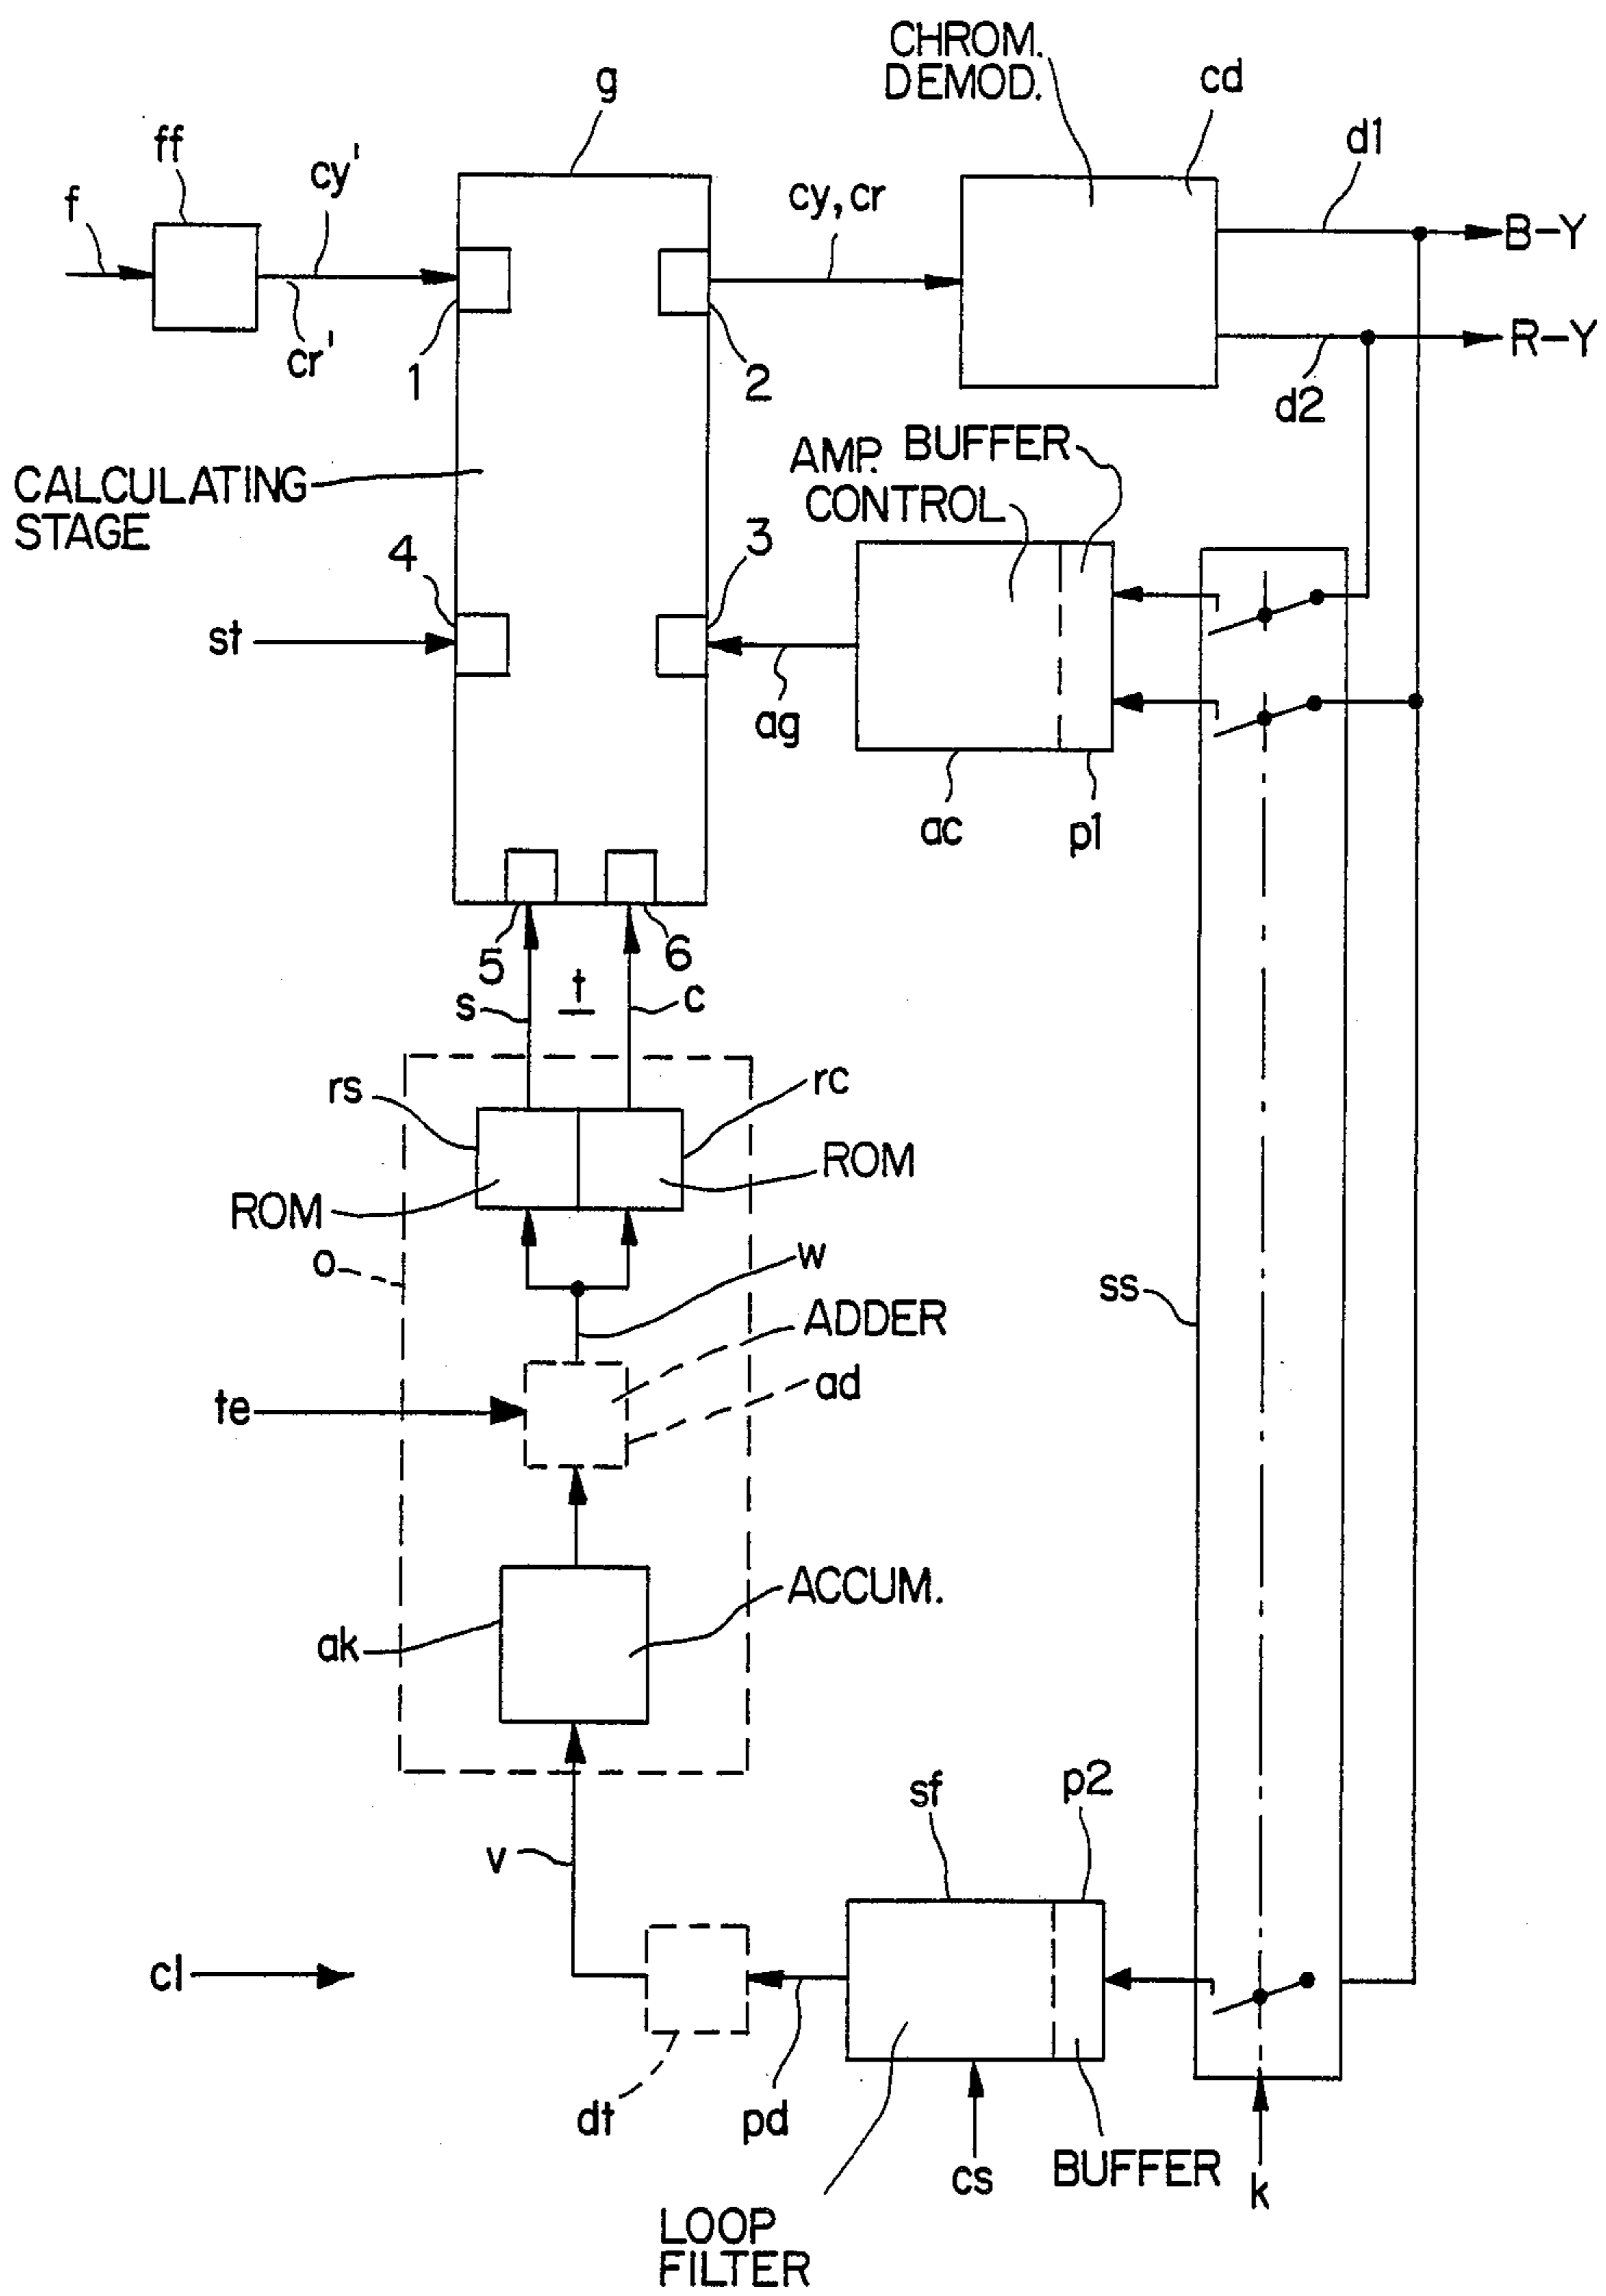 CHROM.
DEMOD.
g
cd
ff
cy'
d1
f
cy,cr
B-Y
cr'
1
2
R-Y
d2
AMP.
CONTROL
BUFFER
CALCULATING
STAGE
4
3
st
ag
ac
p1
5
6
s
t
c
rs
rc
ROM
ROM
o
w
ss
ADDER
te
ad
ACCUM.
ak
sf
p2
v
cl
dt
pd
cs
BUFFER
k
LOOP
FILTER